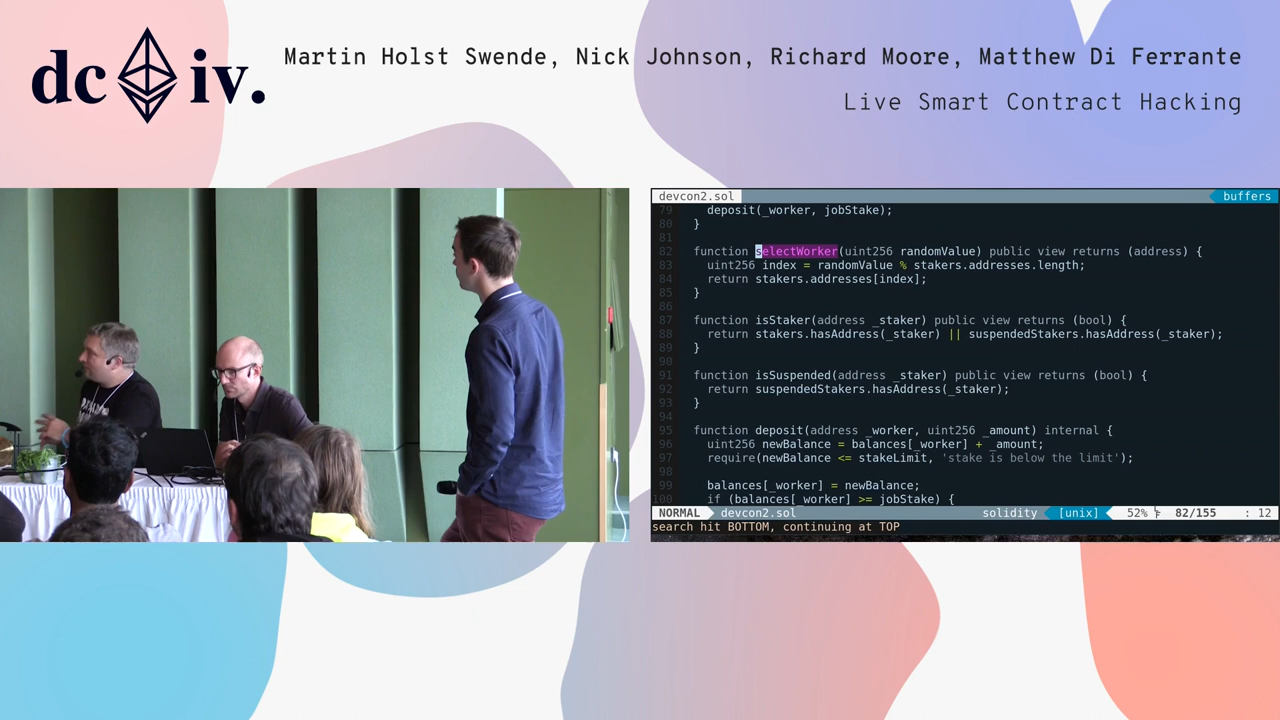 dc iv.
Martin Holst Swende, Nick Johnson, Richard Moore, Matthew Di Ferrante
Live Smart Contract Hacking
devcon2.sol buffers
79 deposit(_worker, jobStake);
80 }
81
82 function selectWorker(uint256 randomValue) public view returns (address) {
83 uint256 index = randomValue % stakers.addresses.length;
84 return stakers.addresses[index];
85 }
86
87 function isStaker(address _staker) public view returns (bool) {
88 return stakers.hasAddress(_staker) || suspendedStakers.hasAddress(_staker);
89 }
90
91 function isSuspended(address _staker) public view returns (bool) {
92 return suspendedStakers.hasAddress(_staker);
93 }
94
95 function deposit(address _worker, uint256 _amount) internal {
96 uint256 newBalance = balances[_worker] + _amount;
97 require(newBalance <= stakeLimit, 'stake is below the limit');
98
99 balances[_worker] = newBalance;
100 if (balances[_worker] >= jobStake) {
NORMAL devcon2.sol solidity [unix] 52% 82/155 : 12
search hit BOTTOM, continuing at TOP